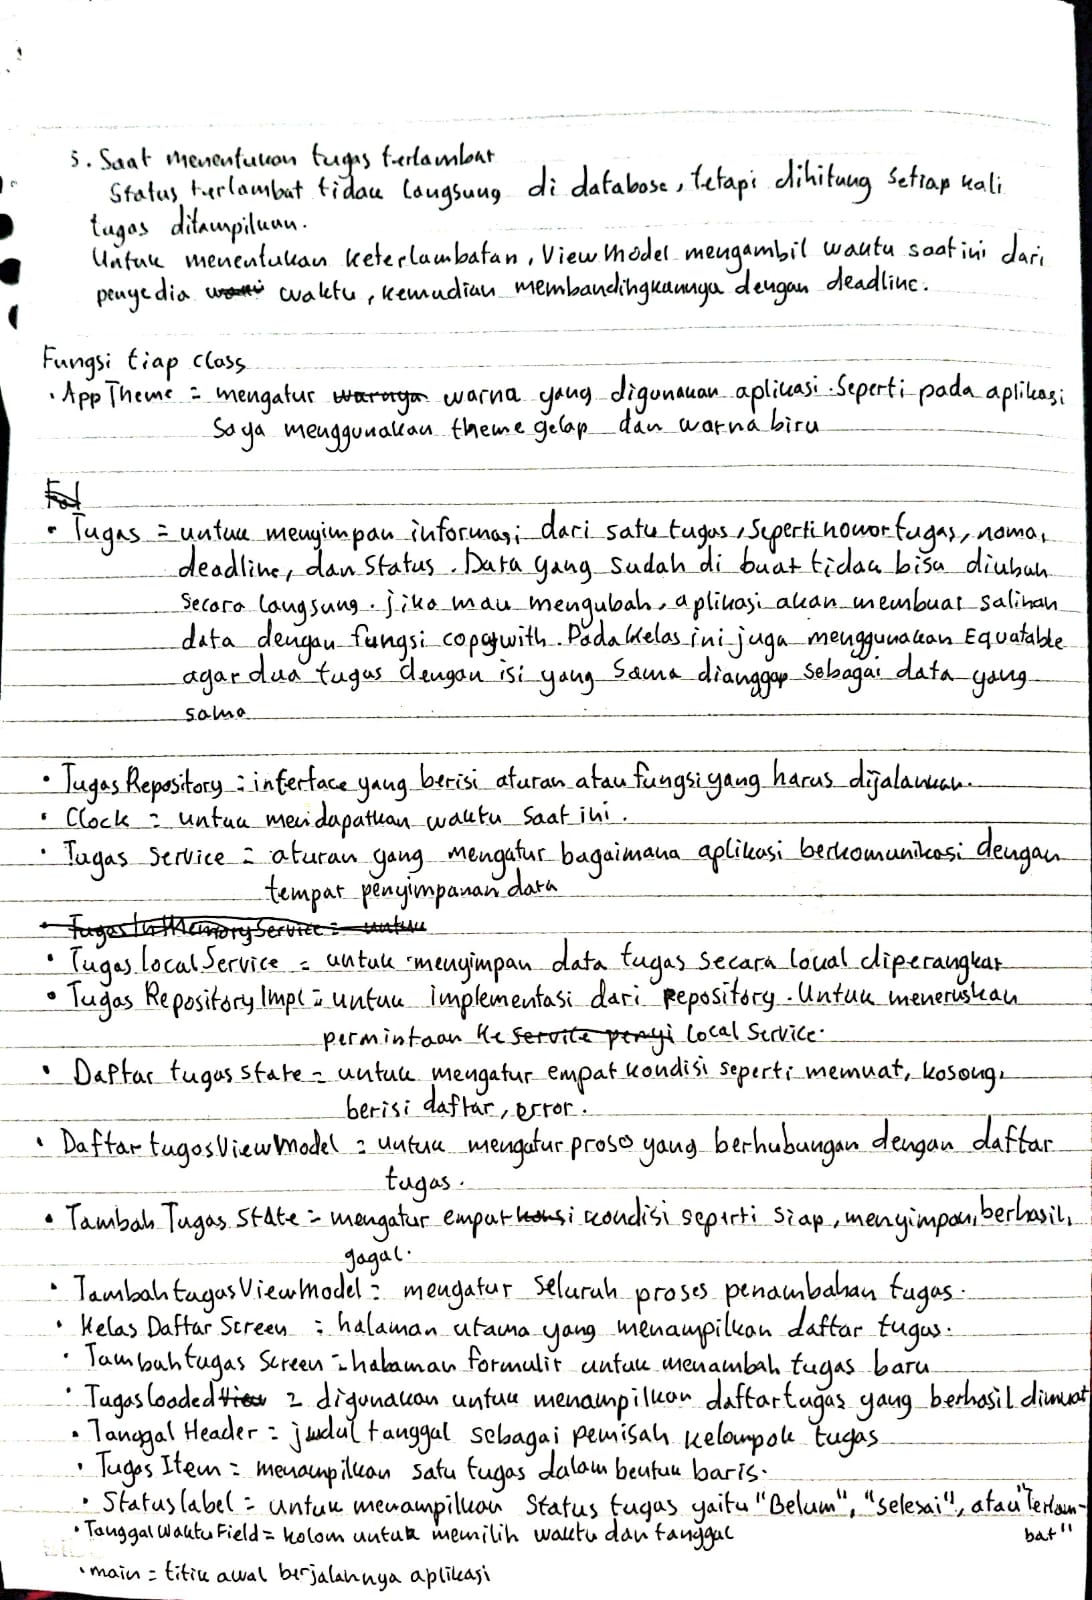 5. Saat menentukan tugas terlambat
Status terlambat tidak langsung di database, tetapi dihitung setiap kali
tugas ditampilkan.
Untuk menentukan keterlambatan, ViewModel mengambil waktu saat ini dari
penyedia waktu, kemudian membandingkannya dengan deadline.
Fungsi tiap class
• AppTheme = mengatur warna yang digunakan aplikasi. Seperti pada aplikasi
Saya menggunakan theme gelap dan warna biru
• Tugas = untuk menyimpan informasi dari satu tugas, Seperti nomor tugas, nama,
deadline, dan Status. Data yang sudah di buat tidak bisa diubah
Secara langsung. jika mau mengubah, aplikasi akan membuat salinan
data dengan fungsi copywith. Pada kelas ini juga menggunakan Equatable
agar dua tugas dengan isi yang Sama dianggap sebagai data yang
sama
• TugasRepository = interface yang berisi aturan atau fungsi yang harus dijalankan.
• Clock = untuk mendapatkan waktu saat ini.
• Tugas Service = aturan yang mengatur bagaimana aplikasi berkomunikasi dengan
tempat penyimpanan data
• TugasInMemoryService = untuk
• Tugas local Service = untuk menyimpan data tugas secara lokal diperangkat
• Tugas Repository Impl = untuk implementasi dari repository. Untuk meneruskan
permintaan ke service penyi local Service.
• Daftar tugas state = untuk mengatur empat kondisi seperti memuat, kosong,
berisi daftar, error.
• Daftar tugas ViewModel = untuk mengatur proses yang berhubungan dengan daftar
tugas.
• Tambah Tugas State = mengatur empat kondisi seperti Siap, menyimpan, berhasil,
gagal.
• Tambah tugas ViewModel = mengatur seluruh proses penambahan tugas.
• Kelas Daftar Screen = halaman utama yang menampilkan daftar tugas.
• Tambah tugas Screen = halaman formulir untuk menambah tugas baru
• Tugas loaded view = digunakan untuk menampilkan daftar tugas yang berhasil dimuat
• Tanggal Header = judul tanggal sebagai pemisah kelompok tugas
• Tugas Item = menampilkan satu tugas dalam bentuk baris.
• Status label = untuk menampilkan Status tugas yaitu "Belum", "selesai", atau "Terlam-
bat"
• Tanggal Waktu Field = kolom untuk memilih waktu dan tanggal
• main = titik awal berjalannya aplikasi